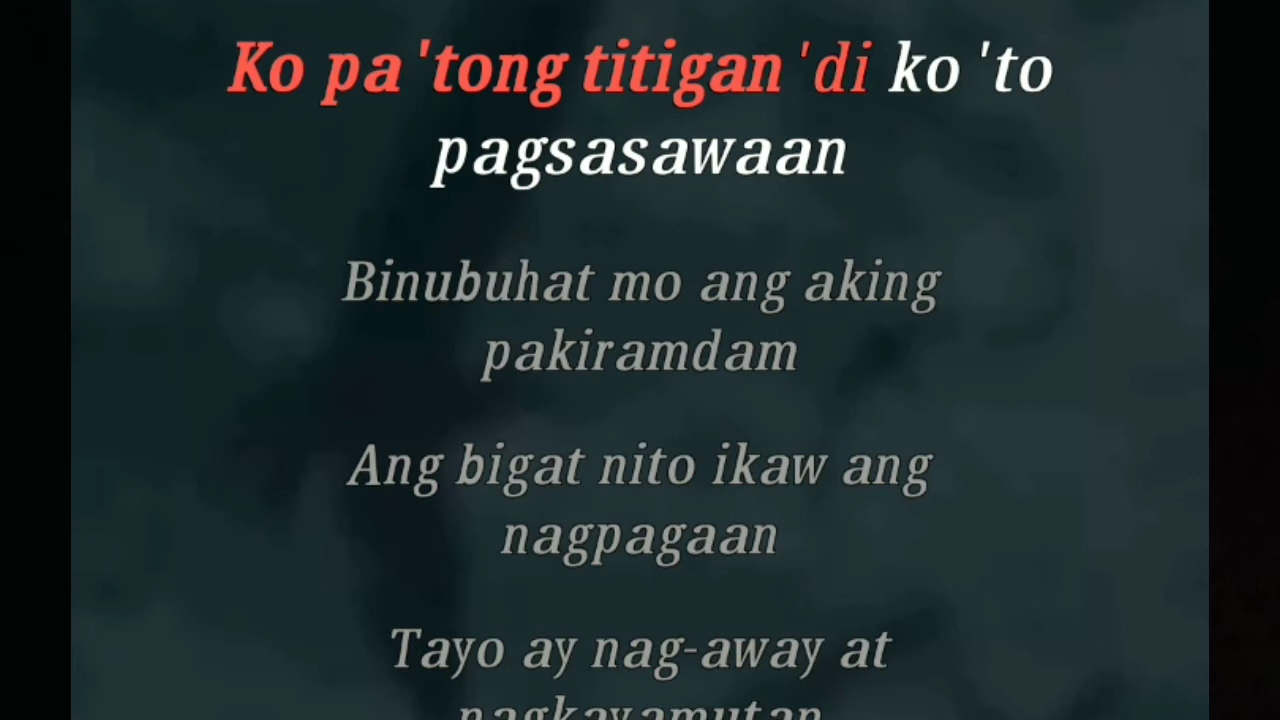 Ko pa 'tong titigan 'di ko 'to
pagsasawaan
Binubuhat mo ang aking
pakiramdam
Ang bigat nito ikaw ang
nagpagaan
Tayo ay nag-away at
nagkayamutan